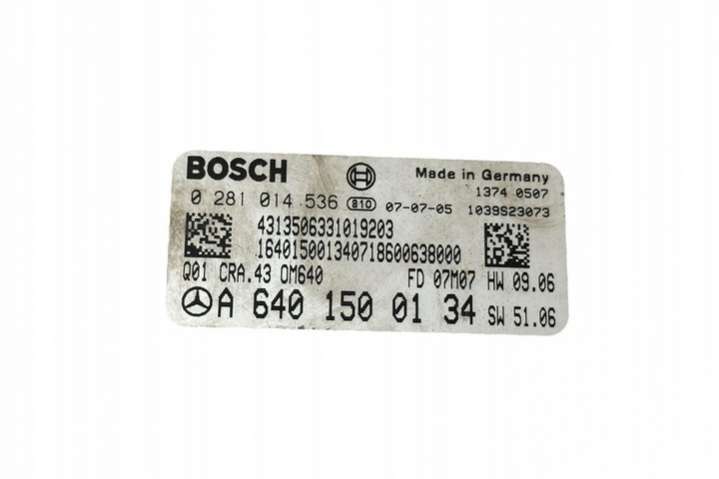 BOSCH Made in Germany
1374 0507
0 281 014 536 810 07-07-05 1039S23073
4313506331019203
164015001340718600638000
Q01 CRA.43 OM640 FD 07M07 HW 09.06
A 640 150 01 34 SW 51.06